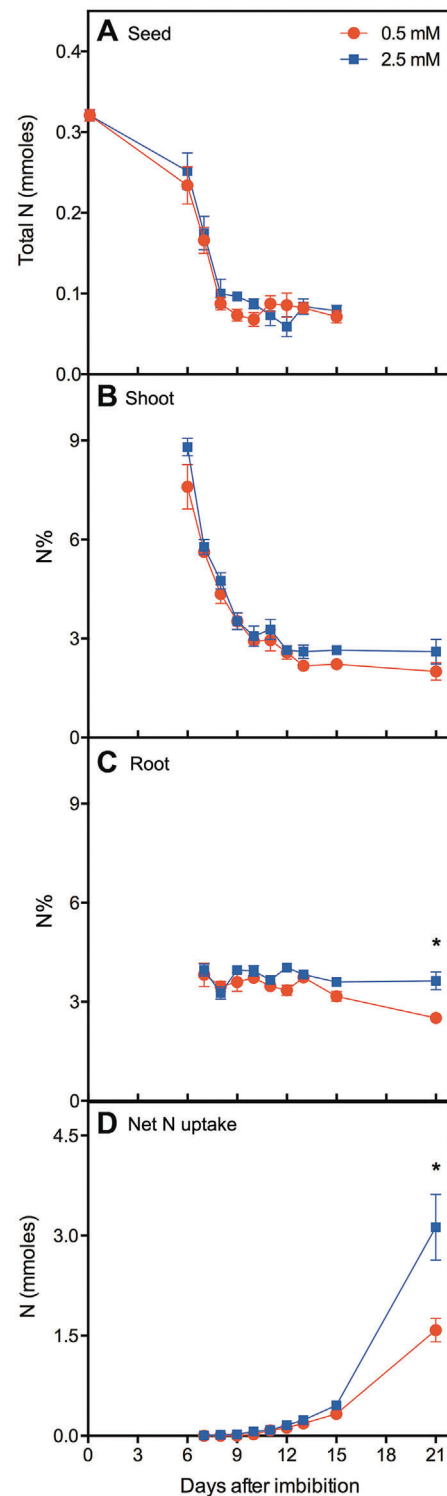 A Seed
0.5 mM
2.5 mM
Total N (mmoles)
0.4
0.3
0.2
0.1
0.0
B Shoot
N%
9
6
3
0
C Root
N%
9
6
3
0
*
D Net N uptake
N (mmoles)
4.5
3.0
1.5
0.0
*
0 3 6 9 12 15 18 21
Days after imbibition